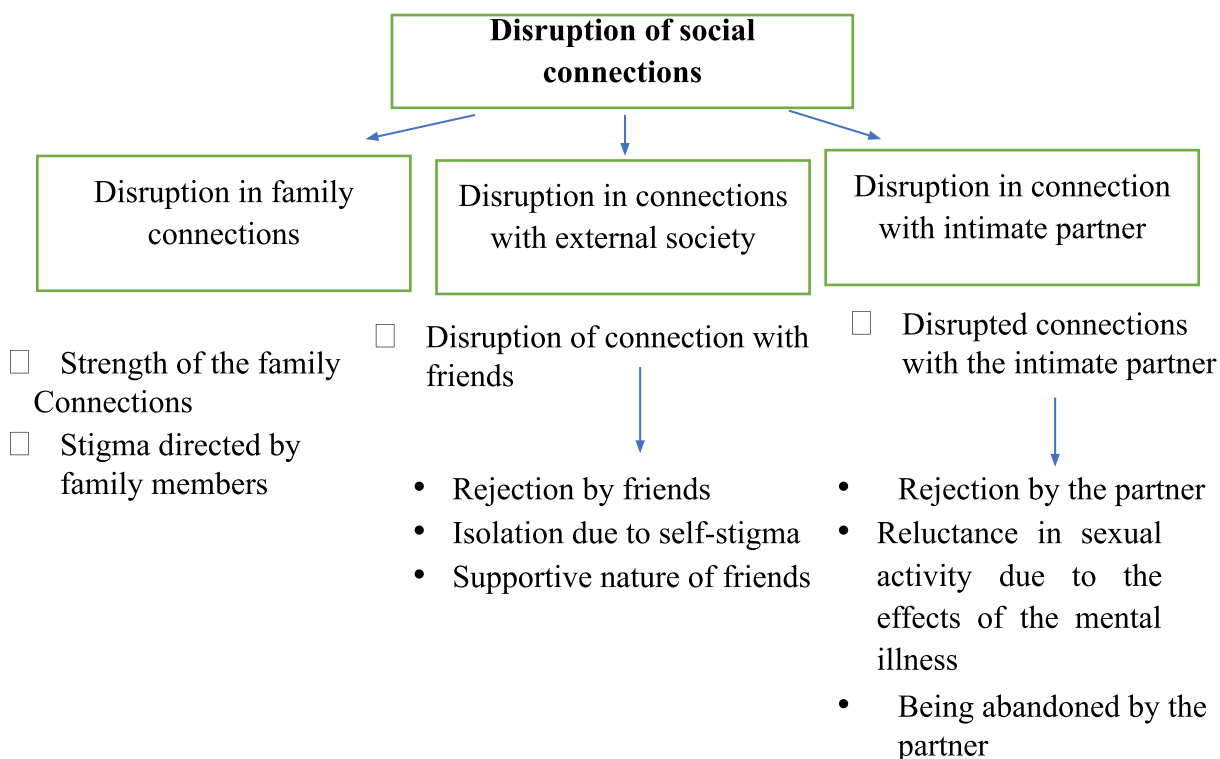 Disruption of social
connections
Disruption in family
connections
Disruption in connections
with external society
Disruption in connection
with intimate partner
□ Strength of the family
Connections
□ Stigma directed by
family members
□ Disruption of connection with
friends
• Rejection by friends
• Isolation due to self-stigma
• Supportive nature of friends
□ Disrupted connections
with the intimate partner
• Rejection by the partner
• Reluctance in sexual
activity due to the
effects of the mental
illness
• Being abandoned by the
partner